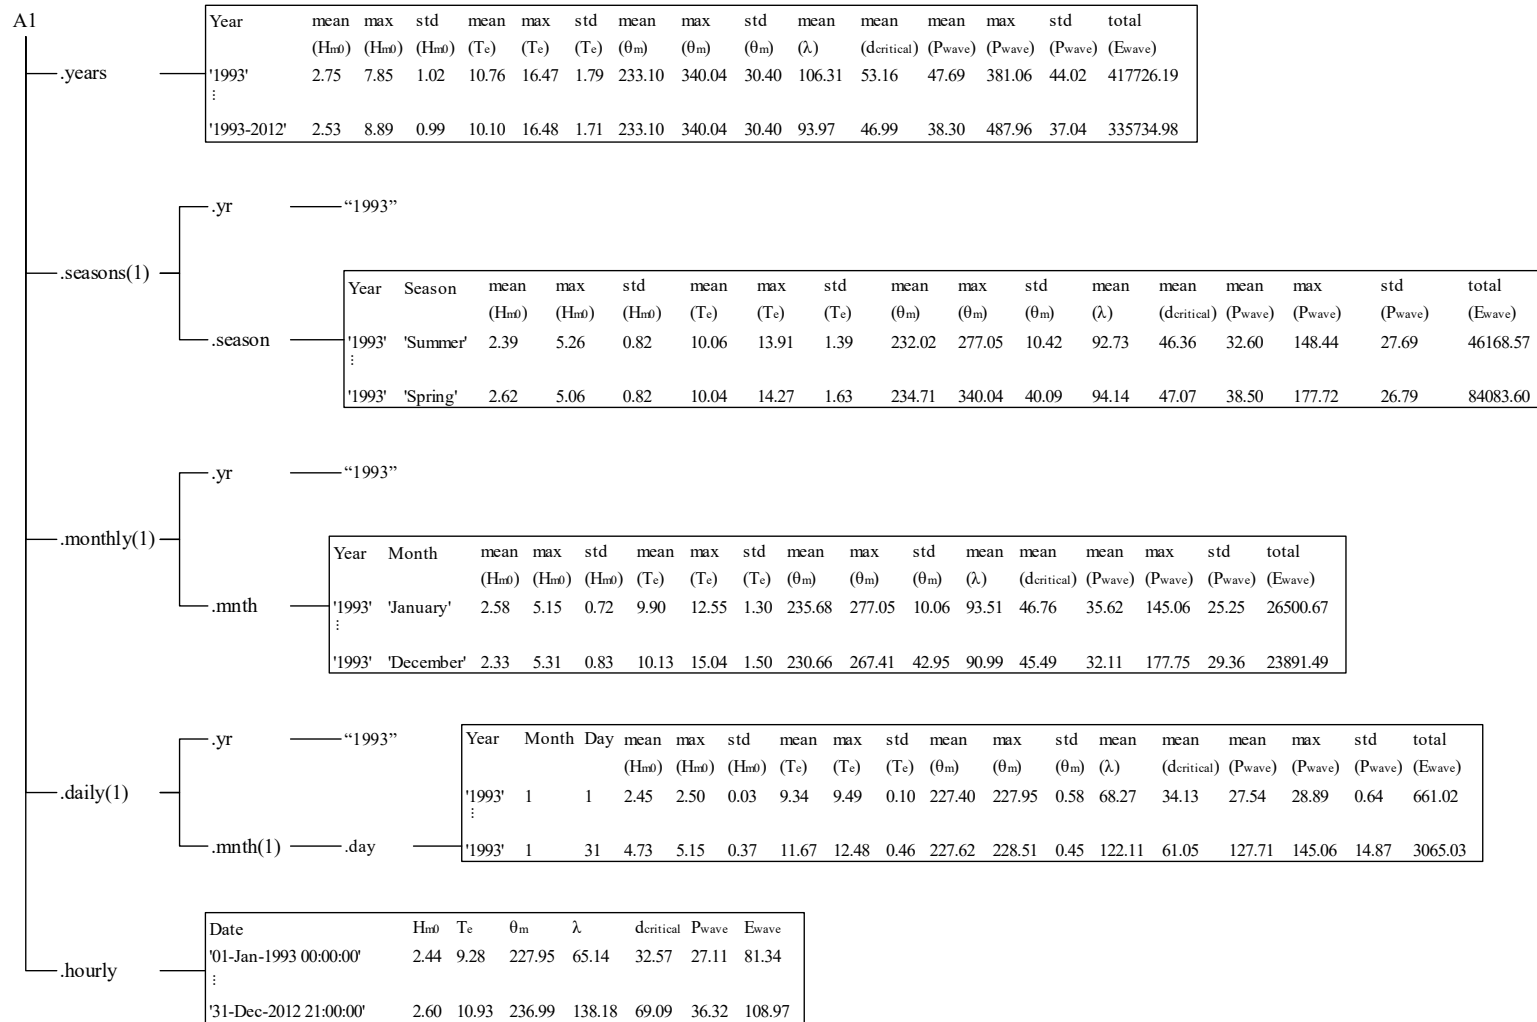 A1
Year mean max std mean max std mean max std mean mean mean max std total
(Hm0) (Hm0) (Hm0) (Te) (Te) (Te) (θm) (θm) (θm) (λ) (dcritical) (Pwave) (Pwave) (Pwave) (Ewave)
.years '1993' 2.75 7.85 1.02 10.76 16.47 1.79 233.10 340.04 30.40 106.31 53.16 47.69 381.06 44.02 417726.19
⋮
'1993-2012' 2.53 8.89 0.99 10.10 16.48 1.71 233.10 340.04 30.40 93.97 46.99 38.30 487.96 37.04 335734.98
.yr “1993”
.seasons(1)
Year Season mean max std mean max std mean max std mean mean mean max std total
(Hm0) (Hm0) (Hm0) (Te) (Te) (Te) (θm) (θm) (θm) (λ) (dcritical) (Pwave) (Pwave) (Pwave) (Ewave)
.season '1993' 'Summer' 2.39 5.26 0.82 10.06 13.91 1.39 232.02 277.05 10.42 92.73 46.36 32.60 148.44 27.69 46168.57
⋮
'1993' 'Spring' 2.62 5.06 0.82 10.04 14.27 1.63 234.71 340.04 40.09 94.14 47.07 38.50 177.72 26.79 84083.60
.yr “1993”
.monthly(1)
Year Month mean max std mean max std mean max std mean mean mean max std total
(Hm0) (Hm0) (Hm0) (Te) (Te) (Te) (θm) (θm) (θm) (λ) (dcritical) (Pwave) (Pwave) (Pwave) (Ewave)
.mnth '1993' 'January' 2.58 5.15 0.72 9.90 12.55 1.30 235.68 277.05 10.06 93.51 46.76 35.62 145.06 25.25 26500.67
⋮
'1993' 'December' 2.33 5.31 0.83 10.13 15.04 1.50 230.66 267.41 42.95 90.99 45.49 32.11 177.75 29.36 23891.49
.yr “1993”
Year Month Day mean max std mean max std mean max std mean mean mean max std total
(Hm0) (Hm0) (Hm0) (Te) (Te) (Te) (θm) (θm) (θm) (λ) (dcritical) (Pwave) (Pwave) (Pwave) (Ewave)
.daily(1) '1993' 1 1 2.45 2.50 0.03 9.34 9.49 0.10 227.40 227.95 0.58 68.27 34.13 27.54 28.89 0.64 661.02
⋮
.mnth(1) .day '1993' 1 31 4.73 5.15 0.37 11.67 12.48 0.46 227.62 228.51 0.45 122.11 61.05 127.71 145.06 14.87 3065.03
Date Hm0 Te θm λ dcritical Pwave Ewave
'01-Jan-1993 00:00:00' 2.44 9.28 227.95 65.14 32.57 27.11 81.34
.hourly
⋮
'31-Dec-2012 21:00:00' 2.60 10.93 236.99 138.18 69.09 36.32 108.97